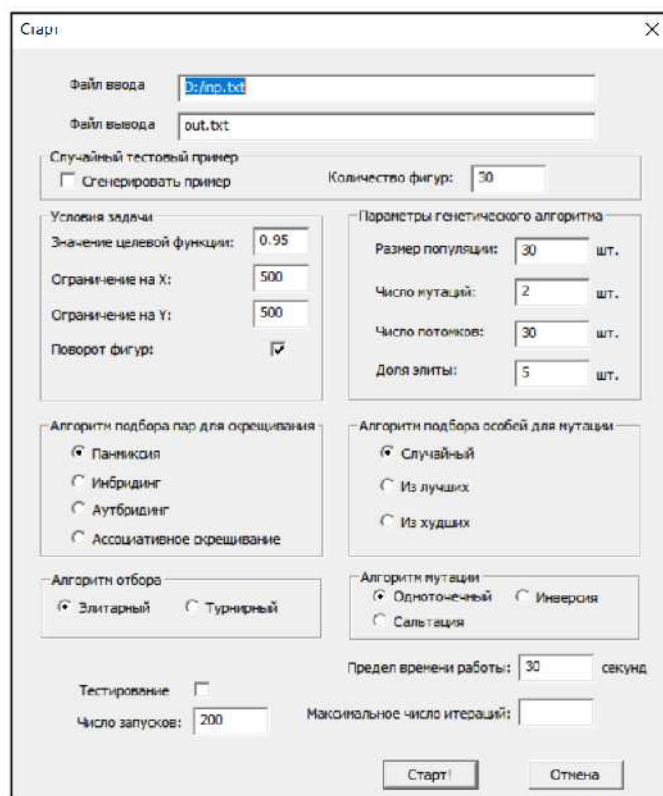 Старт
Файл ввода D:/inp.txt
Файл вывода out.txt
Случайный тестовый пример
Сгенерировать пример Количество фигур: 30
Условия задачи
Значение целевой функции: 0.95
Ограничение на X: 500
Ограничение на Y: 500
Поворот фигур:
Параметры генетического алгоритма
Размер популяции: 30 шт.
Число мутаций: 2 шт.
Число потомков: 30 шт.
Доля элиты: 5 шт.
Алгоритм подбора пар для скрещивания
Панмиксия
Инбридинг
Аутбридинг
Ассоциативное скрещивание
Алгоритм подбора особей для мутации
Случайный
Из лучших
Из худших
Алгоритм отбора
Элитарный Турнирный
Алгоритм мутации
Одноточечный Инверсия
Сальтация
Предел времени работы: 30 секунд
Тестирование
Число запусков: 200
Максимальное число итераций:
Старт! Отмена